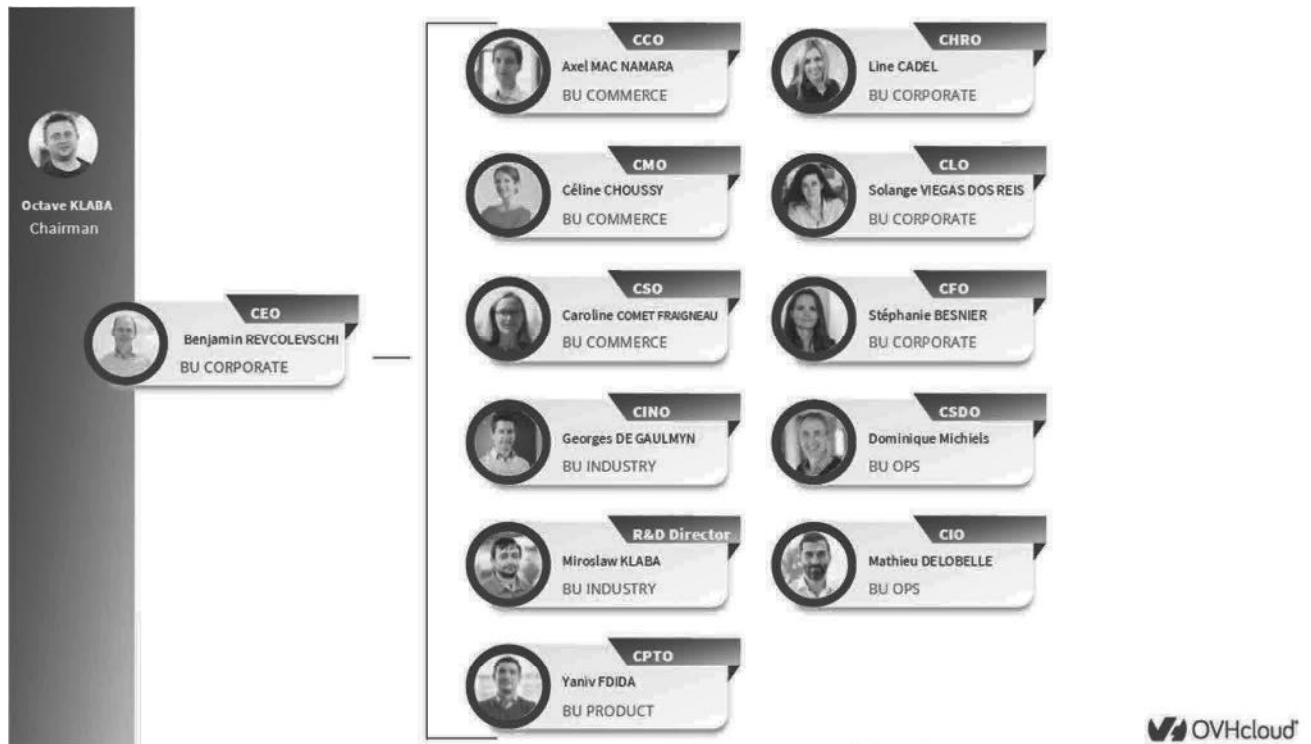 Octave KLABA
Chairman
CEO
Benjamin REVCOLEVSCHI
BU CORPORATE
CCO
Axel MAC NAMARA
BU COMMERCE
CHRO
Line CADEL
BU CORPORATE
CMO
Céline CHOUSSY
BU COMMERCE
CLO
Solange VIEGAS DOS REIS
BU CORPORATE
CSO
Caroline COMET FRAIGNEAU
BU COMMERCE
CFO
Stéphanie BESNIER
BU CORPORATE
CINO
Georges DE GAULMYN
BU INDUSTRY
CSDO
Dominique Michiels
BU OPS
R&D Director
Miroslaw KLABA
BU INDUSTRY
CIO
Mathieu DELOBELLE
BU OPS
CPTO
Yaniv FDIDA
BU PRODUCT
OVHcloud